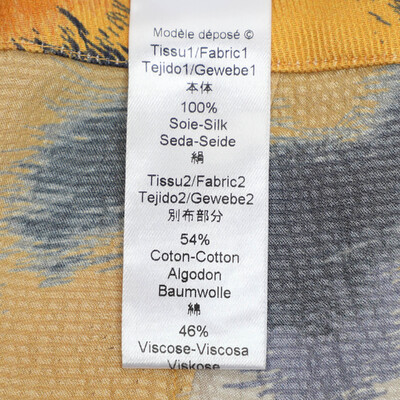 Modèle déposé ©
Tissu1/Fabric1
Tejido1/Gewebe1
本体
100%
Soie-Silk
Seda-Seide
絹
Tissu2/Fabric2
Tejido2/Gewebe2
別布部分
54%
Coton-Cotton
Algodon
Baumwolle
綿
46%
Viscose-Viscosa
Viskose